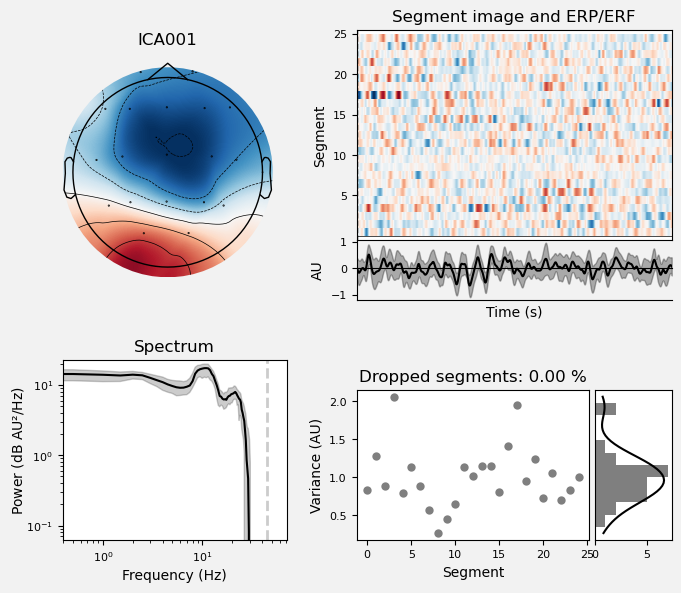 ICA001
Segment image and ERP/ERF
Segment
25
20
15
10
5
AU
1
0
−1
Time (s)
Spectrum
Power (dB AU²/Hz)
10¹
10⁰
10⁻¹
10⁰ 10¹
Frequency (Hz)
Dropped segments: 0.00 %
Variance (AU)
2.0
1.5
1.0
0.5
0 5 10 15 20 25
Segment
0 5